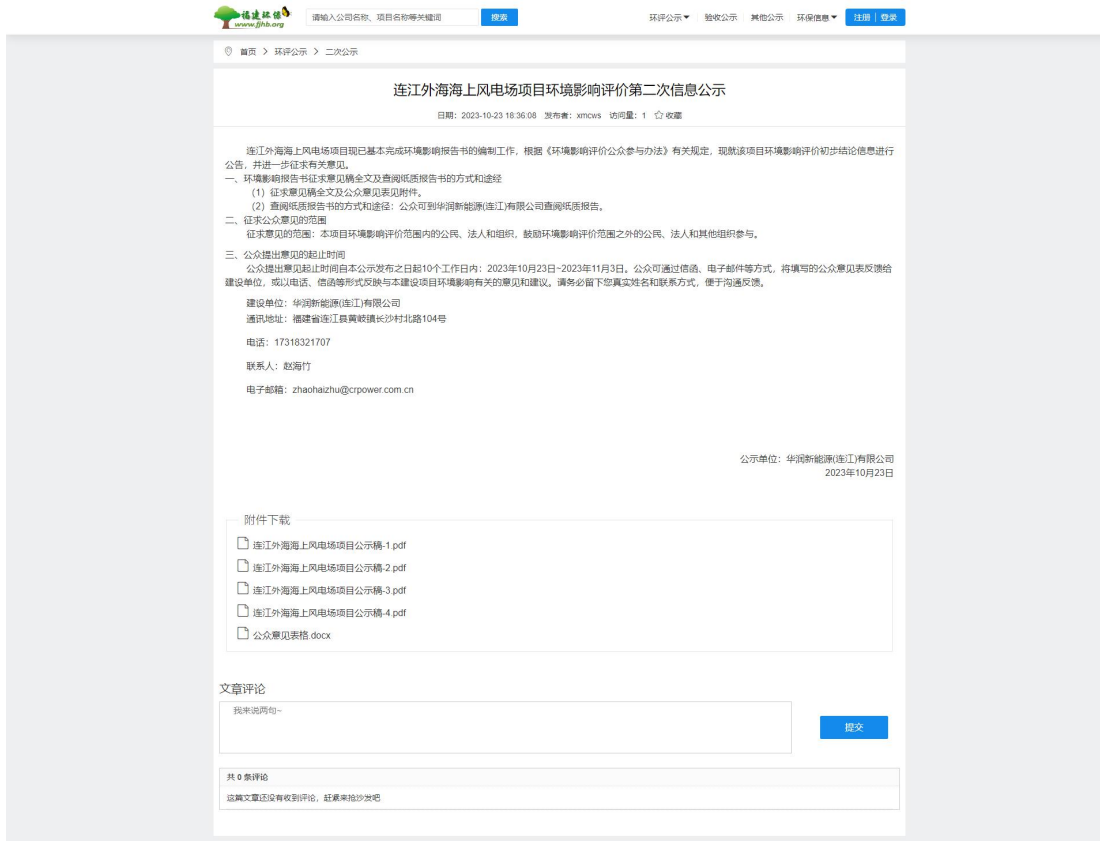 福建环保
www.fjhb.org
请输入公司名称、项目名称等关键词
搜索
环评公示
验收公示
其他公示
环保信息
注册 | 登录
首页 > 环评公示 > 二次公示
连江外海海上风电场项目环境影响评价第二次信息公示
日期：2023-10-23 18:36:08 发布者：xmcws 访问量：1 收藏
连江外海海上风电场项目现已基本完成环境影响报告书的编制工作，根据《环境影响评价公众参与办法》有关规定，现就该项目环境影响评价初步结论信息进行
公告，并进一步征求有关意见。
一、环境影响报告书征求意见稿全文及查阅纸质报告书的方式和途经
（1）征求意见稿全文及公众意见表见附件。
（2）查阅纸质报告书的方式和途径：公众可到华润新能源(连江)有限公司查阅纸质报告。
二、征求公众意见的范围
征求意见的范围：本项目环境影响评价范围内的公民、法人和组织，鼓励环境影响评价范围之外的公民、法人和其他组织参与。
三、公众提出意见的起止时间
公众提出意见起止时间自本公示发布之日起10个工作日内：2023年10月23日~2023年11月3日。公众可通过信函、电子邮件等方式，将填写的公众意见表反馈给
建设单位，或以电话、信函等形式反映与本建设项目环境影响有关的意见和建议。请务必留下您真实姓名和联系方式，便于沟通反馈。
建设单位：华润新能源(连江)有限公司
通讯地址：福建省连江县黄岐镇长沙村北路104号
电话：17318321707
联系人：赵海竹
电子邮箱：zhaohaizhu@crpower.com.cn
公示单位：华润新能源(连江)有限公司
2023年10月23日
附件下载
连江外海海上风电场项目公示稿-1.pdf
连江外海海上风电场项目公示稿-2.pdf
连江外海海上风电场项目公示稿-3.pdf
连江外海海上风电场项目公示稿-4.pdf
公众意见表格.docx
文章评论
我来说两句~
提交
共 0 条评论
这篇文章还没有收到评论，赶紧来抢沙发吧